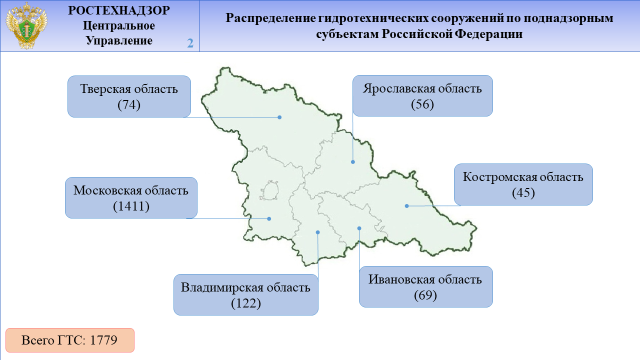 РОСТЕХНАДЗОР
Центральное
Управление
2
Распределение гидротехнических сооружений по поднадзорным
субъектам Российской Федерации
Тверская область
(74)
Ярославская область
(56)
Московская область
(1411)
Костромская область
(45)
Владимирская область
(122)
Ивановская область
(69)
Всего ГТС: 1779